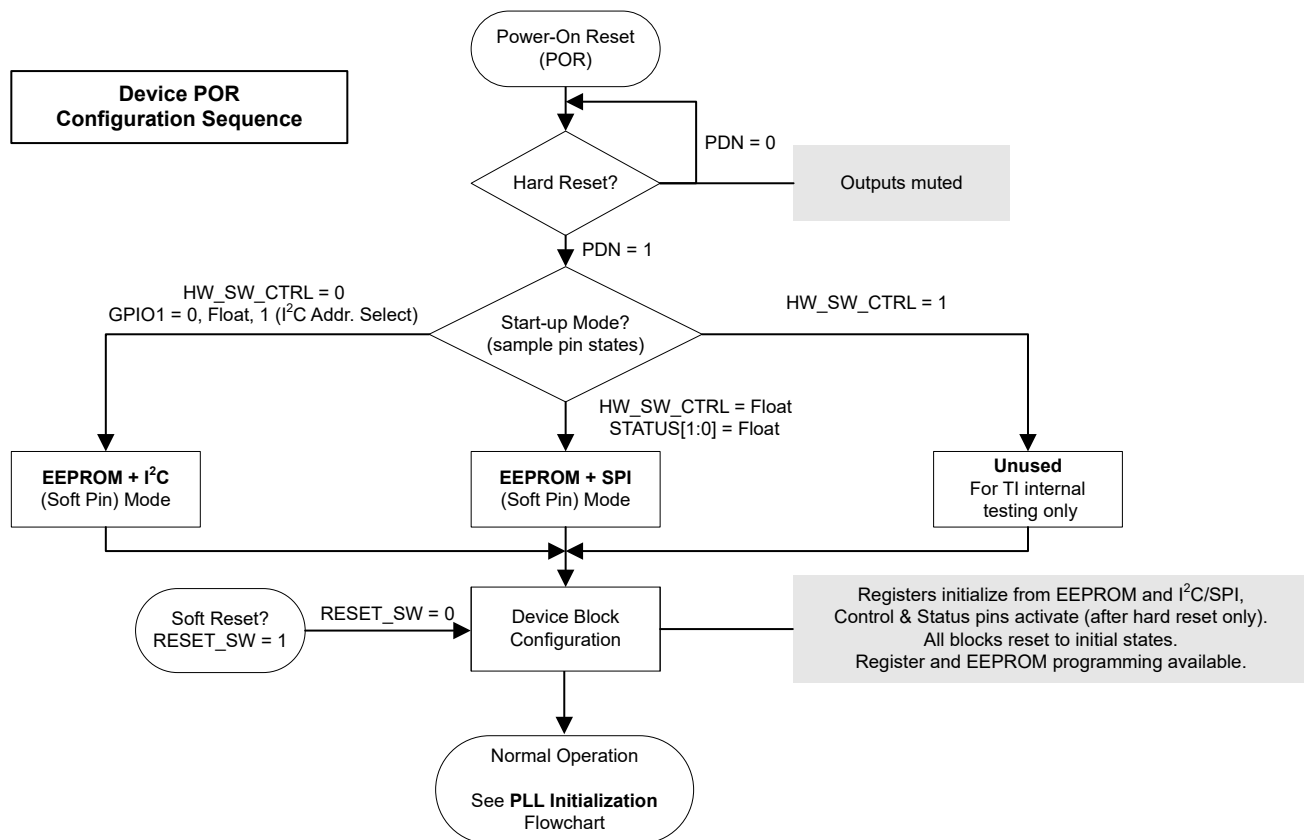 Power-On Reset
(POR)
Device POR
Configuration Sequence
PDN = 0
Hard Reset?
Outputs muted
PDN = 1
HW_SW_CTRL = 0
GPIO1 = 0, Float, 1 (I²C Addr. Select)
Start-up Mode?
(sample pin states)
HW_SW_CTRL = 1
HW_SW_CTRL = Float
STATUS[1:0] = Float
EEPROM + I²C
(Soft Pin) Mode
EEPROM + SPI
(Soft Pin) Mode
Unused
For TI internal
testing only
Soft Reset?
RESET_SW = 1
RESET_SW = 0
Device Block
Configuration
Registers initialize from EEPROM and I²C/SPI,
Control & Status pins activate (after hard reset only).
All blocks reset to initial states.
Register and EEPROM programming available.
Normal Operation
See PLL Initialization
Flowchart